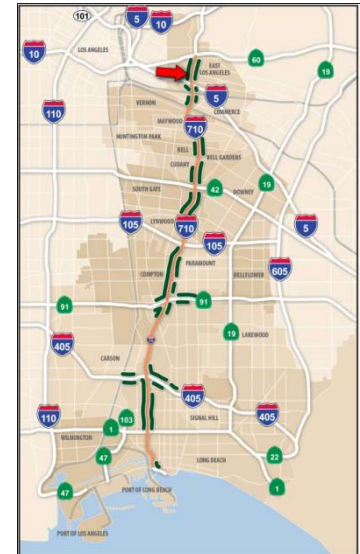 101
5
10
10
LOS ANGELES
EAST
LOS ANGELES
60
19
110
VERNON
5
COMMERCE
MAYWOOD
HUNTINGTON PARK
710
BELL
BELL GARDENS
CUDAHY
SOUTH GATE
42
DOWNEY
19
105
LYNWOOD
710
105
5
PARAMOUNT
COMPTON
BELLFLOWER
605
91
91
19
LAKEWOOD
405
CARSON
405
405
SIGNAL HILL
110
103
1
WILMINGTON
LONG BEACH
22
47
1
47
PORT OF LONG BEACH
PORT OF LOS ANGELES